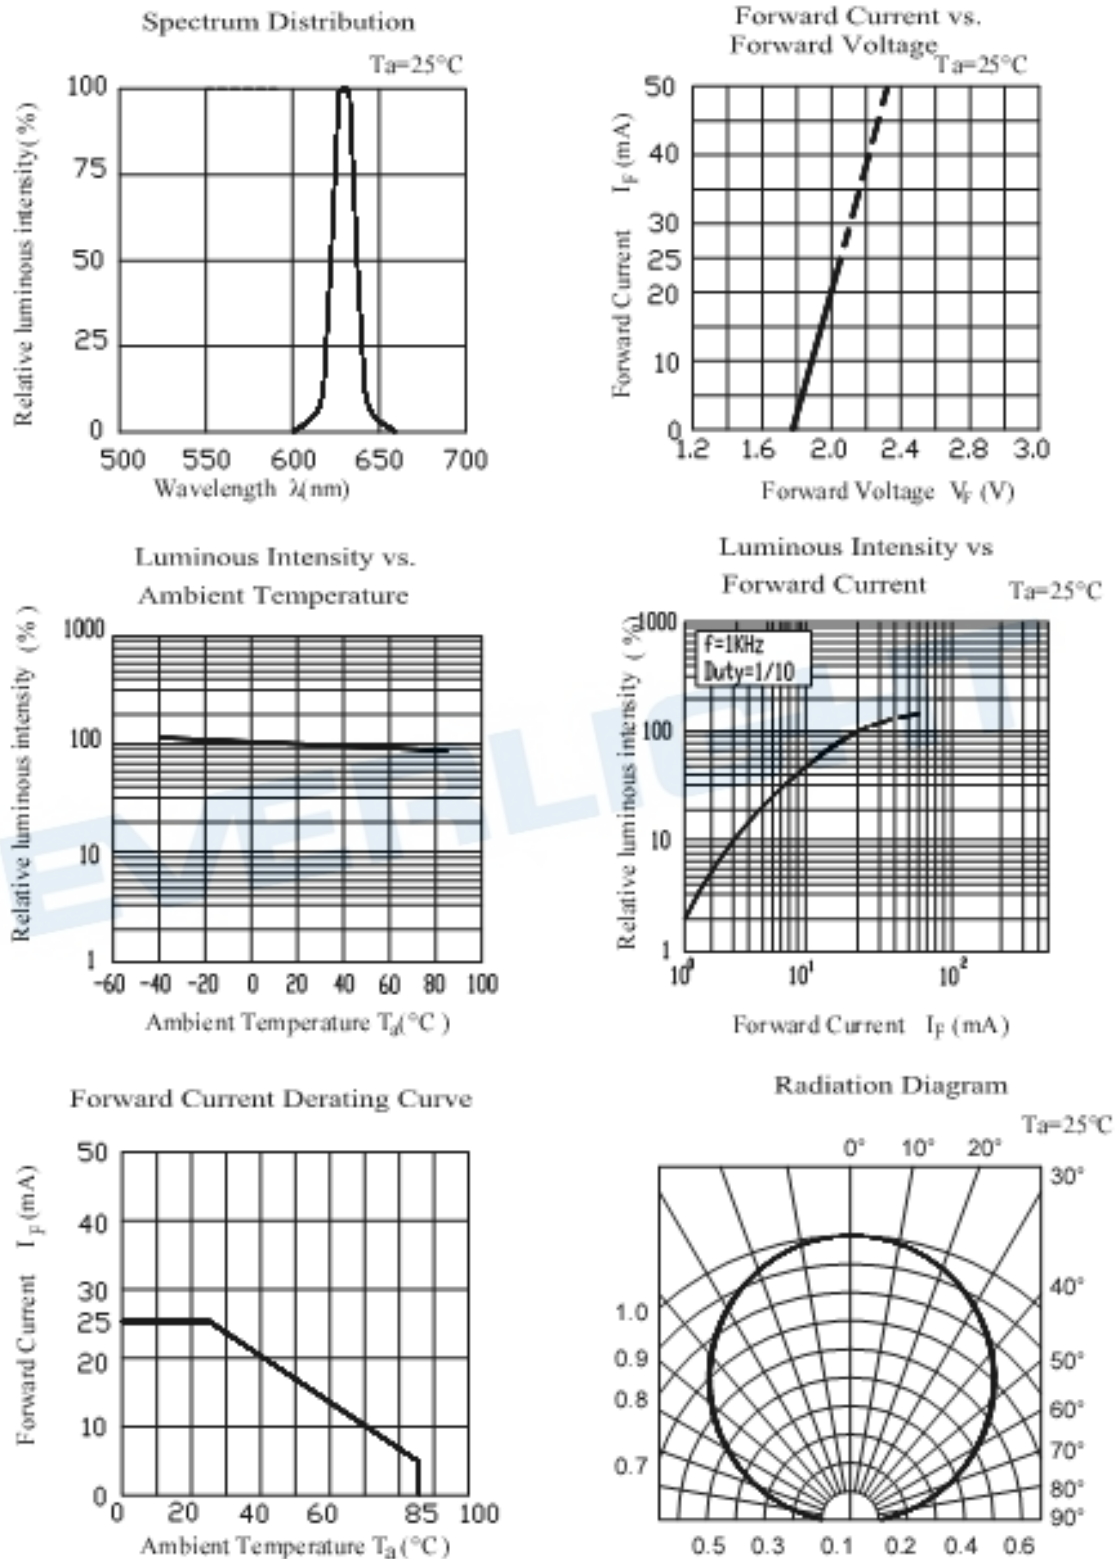 Spectrum Distribution
Ta=25°C
Relative luminous intensity(%)
100
75
50
25
0
500 550 600 650 700
Wavelength λ(nm)
Forward Current vs.
Forward Voltage
Ta=25°C
Forward Current IF (mA)
50
40
30
25
20
10
0
1.2 1.6 2.0 2.4 2.8 3.0
Forward Voltage VF (V)
Luminous Intensity vs.
Ambient Temperature
Relative luminous intensity (%)
1000
100
10
1
-60 -40 -20 0 20 40 60 80 100
Ambient Temperature Ta(°C )
Luminous Intensity vs
Forward Current
Ta=25°C
Relative luminous intensity (%)
1000
f=1KHz
Duty=1/10
100
10
1
10⁰ 10¹ 10²
Forward Current IF (mA)
EVERLIGHT
Forward Current Derating Curve
Forward Current IF (mA)
50
40
30
25
20
10
0
0 20 40 60 85 100
Ambient Temperature Ta (°C )
Radiation Diagram
Ta=25°C
0° 10° 20°
30°
40°
50°
60°
70°
80°
90°
1.0
0.9
0.8
0.7
0.5 0.3 0.1 0.2 0.4 0.6